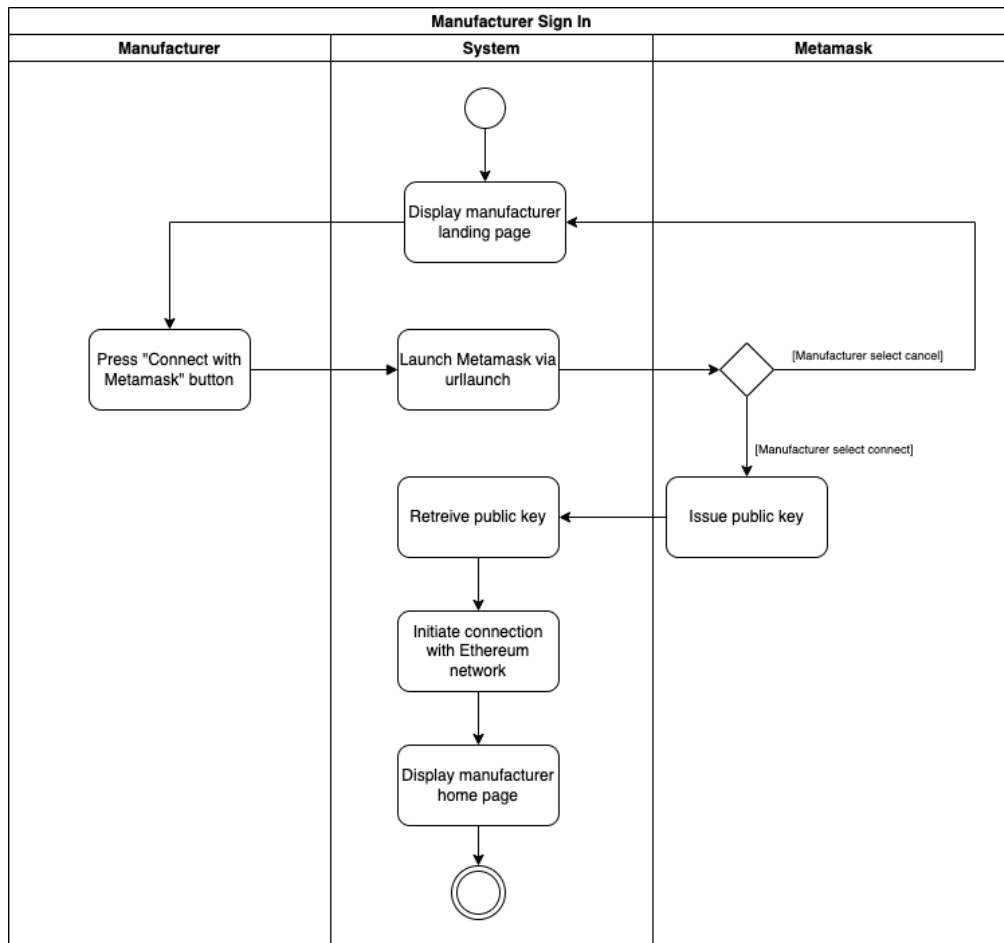 Manufacturer Sign In
Manufacturer
System
Metamask
Display manufacturer
landing page
Press "Connect with
Metamask" button
Launch Metamask via
urllaunch
[Manufacturer select cancel]
[Manufacturer select connect]
Retreive public key
Issue public key
Initiate connection
with Ethereum
network
Display manufacturer
home page